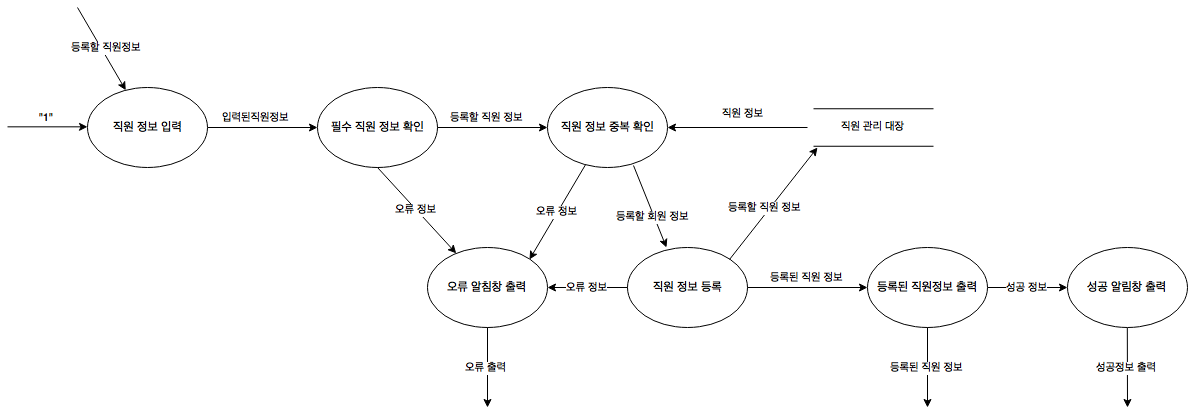 등록할 직원정보
"1"
직원 정보 입력
입력된직원정보
필수 직원 정보 확인
등록할 직원 정보
직원 정보 중복 확인
직원 정보
직원 관리 대장
오류 정보
오류 정보
등록할 회원 정보
등록할 직원 정보
오류 알침창 출력
오류 정보
직원 정보 등록
등록된 직원 정보
등록된 직원정보 출력
성공 정보
성공 알림창 출력
오류 출력
등록된 직원 정보
성공정보 출력